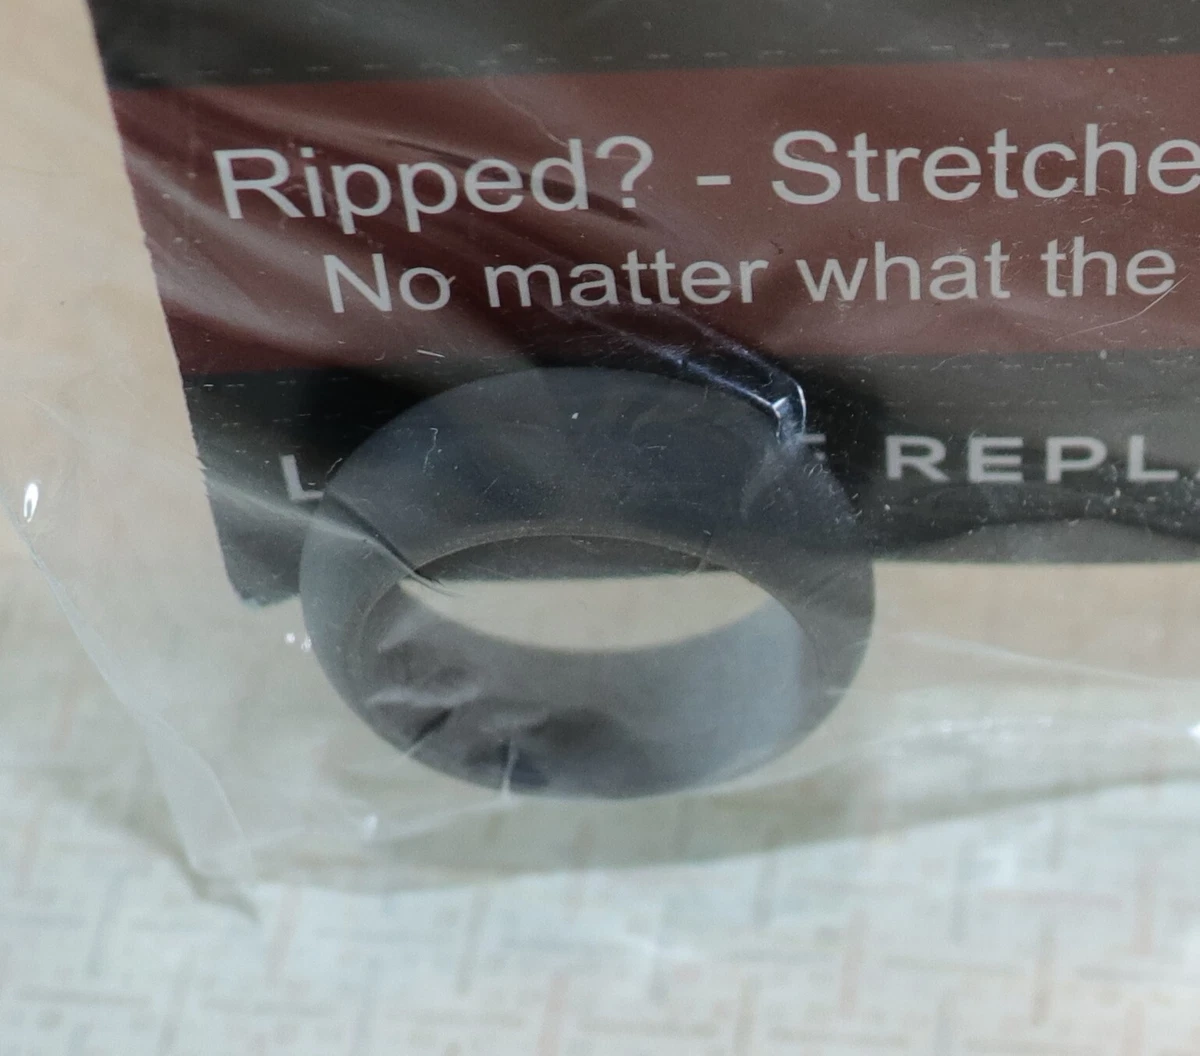 Ripped? - Stretche
No matter what the
L E REPL